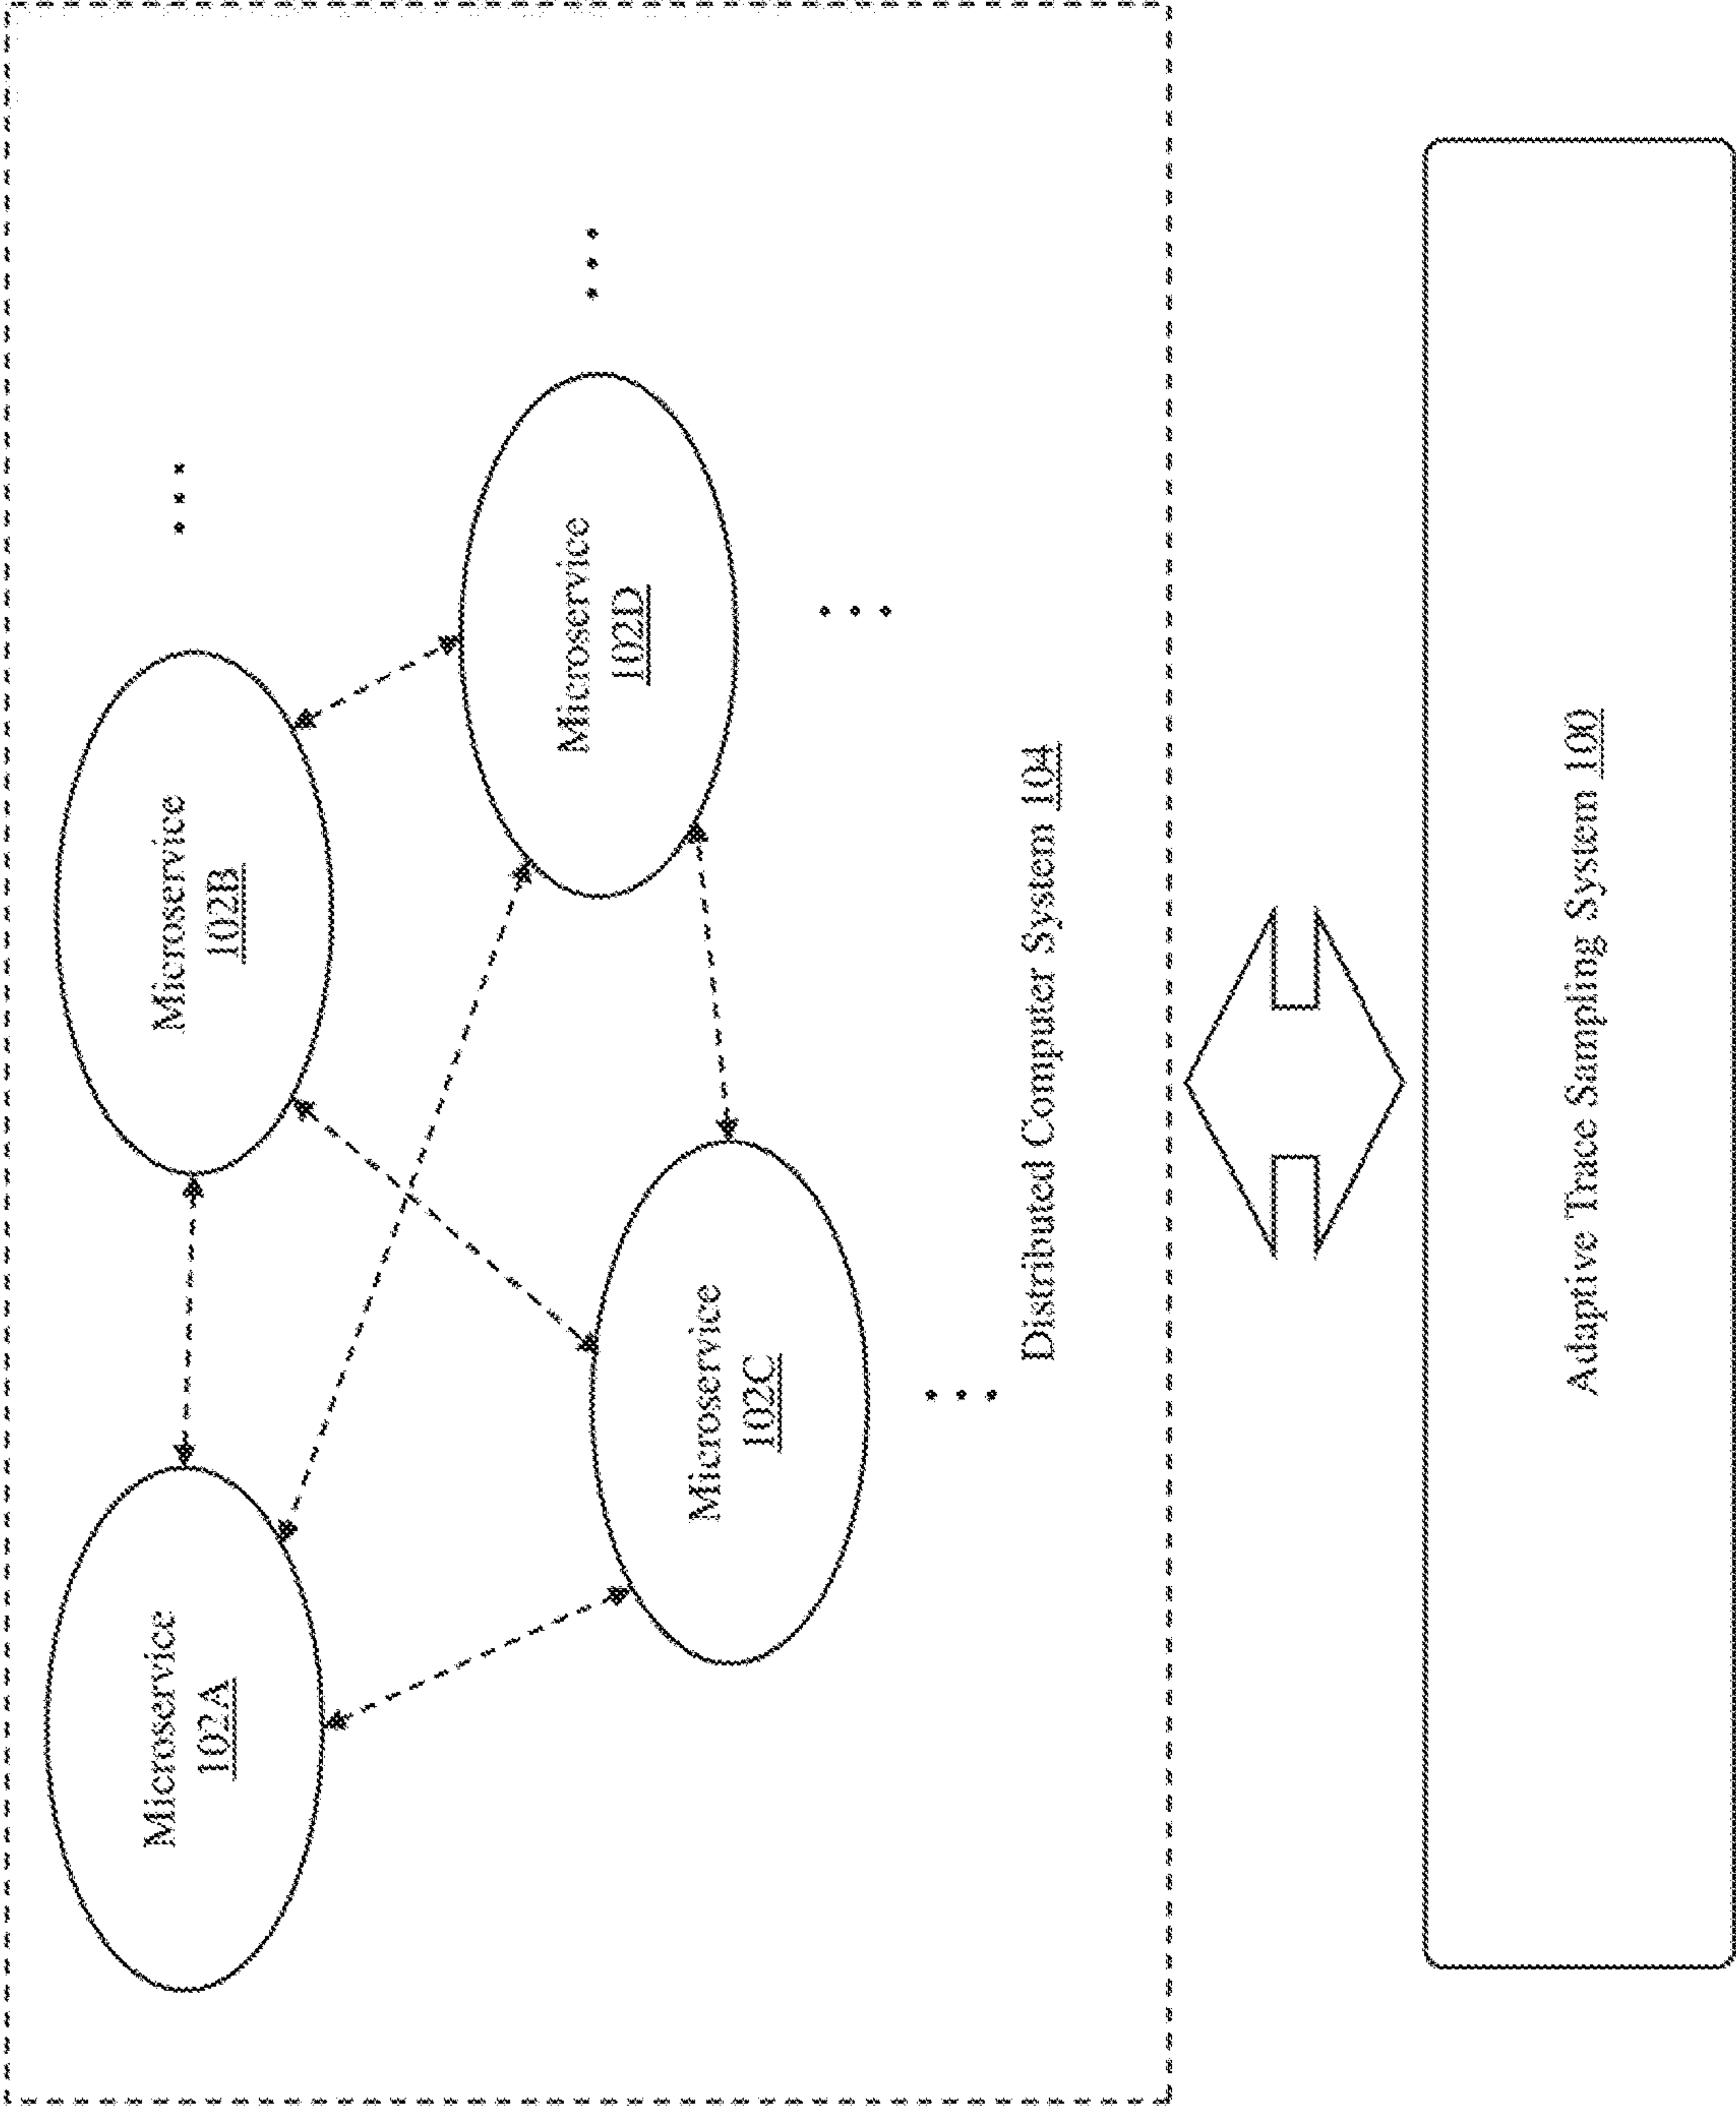 Microservice
102A
Microservice
102B
Microservice
102C
Microservice
102D
Distributed Computer System 104
Adaptive Trace Sampling System 100